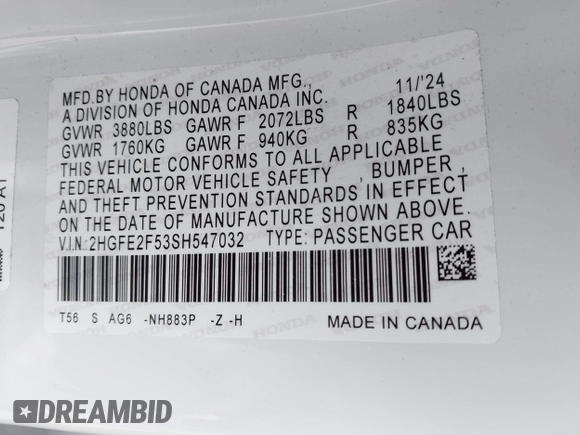 MFD.BY HONDA OF CANADA MFG., 11/'24
A DIVISION OF HONDA CANADA INC.
GVWR 3880LBS GAWR F 2072LBS R 1840LBS
GVWR 1760KG GAWR F 940KG R 835KG
THIS VEHICLE CONFORMS TO ALL APPLICABLE
FEDERAL MOTOR VEHICLE SAFETY , BUMPER ,
AND THEFT PREVENTION STANDARDS IN EFFECT
ON THE DATE OF MANUFACTURE SHOWN ABOVE.
V.I.N.:2HGFE2F53SH547032 TYPE: PASSENGER CAR
T56 S AG6 -NH883P -Z -H MADE IN CANADA
DREAMBID